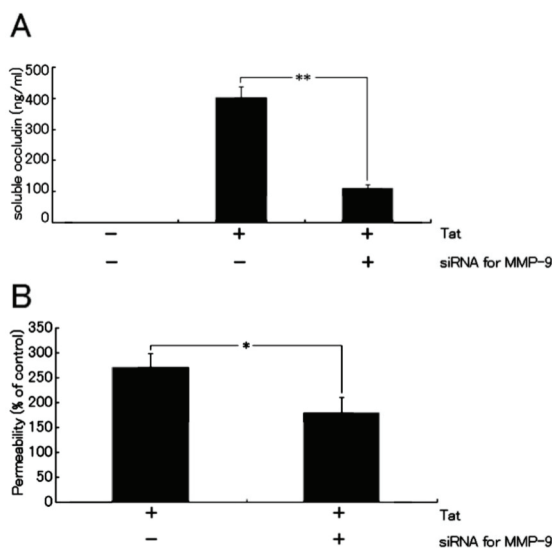 A
soluble occludin (ng/ml)
500
400
300
200
100
0
**
− + + Tat
− − + siRNA for MMP-9
B
Permeability (% of control)
350
300
250
200
150
100
50
0
*
+ + Tat
− + siRNA for MMP-9